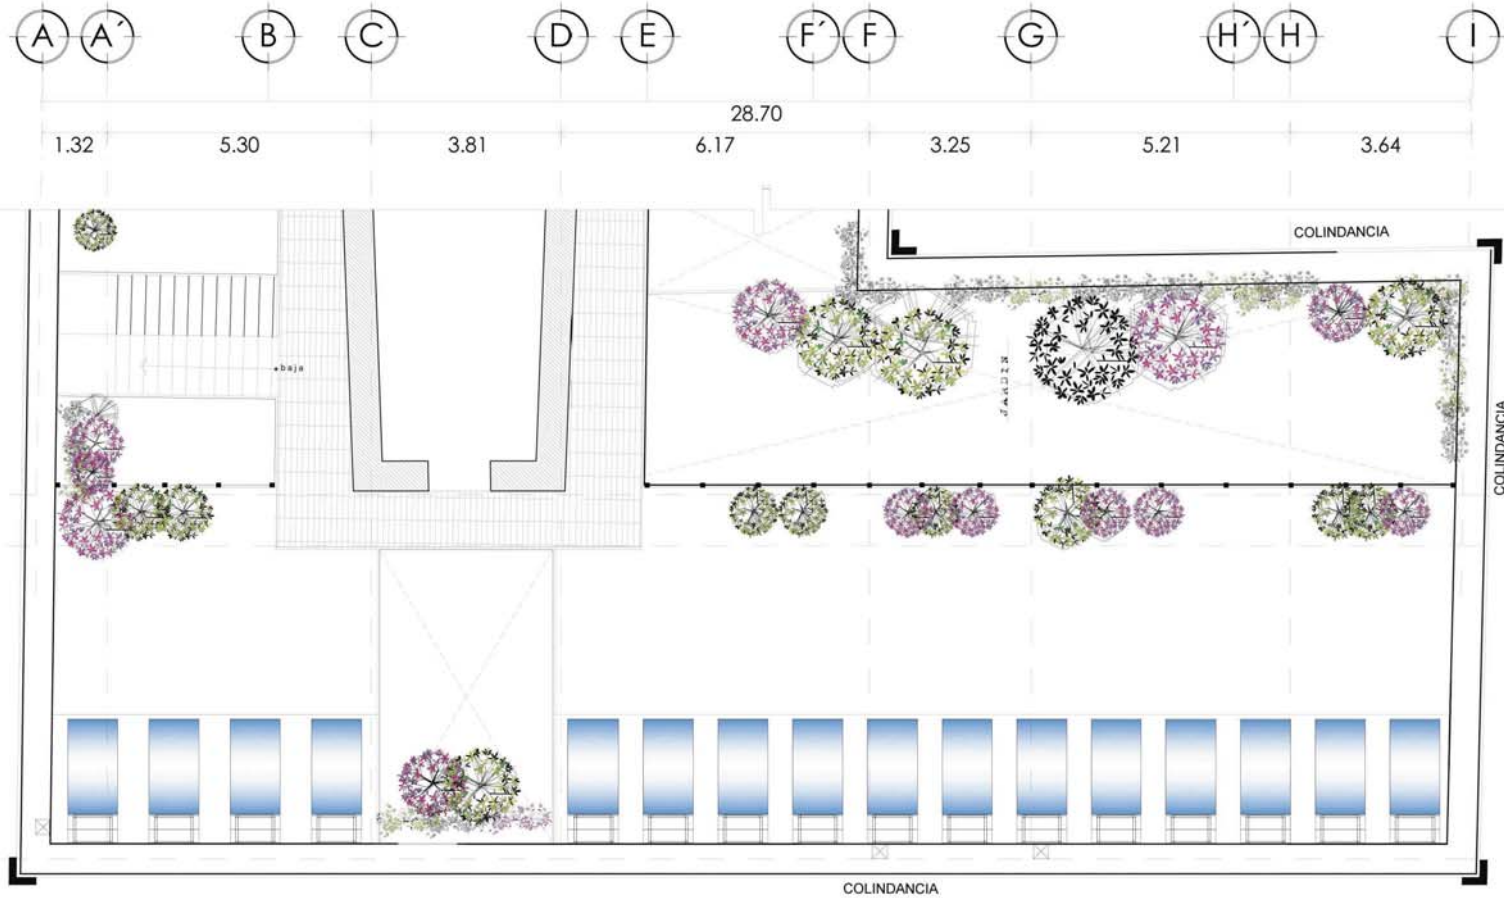 A A´ B C D E F´ F G H´ H I
28.70
1.32 5.30 3.81 6.17 3.25 5.21 3.64
COLINDANCIA
baja
JARDIN
COLINDANCIA
COLINDANCIA